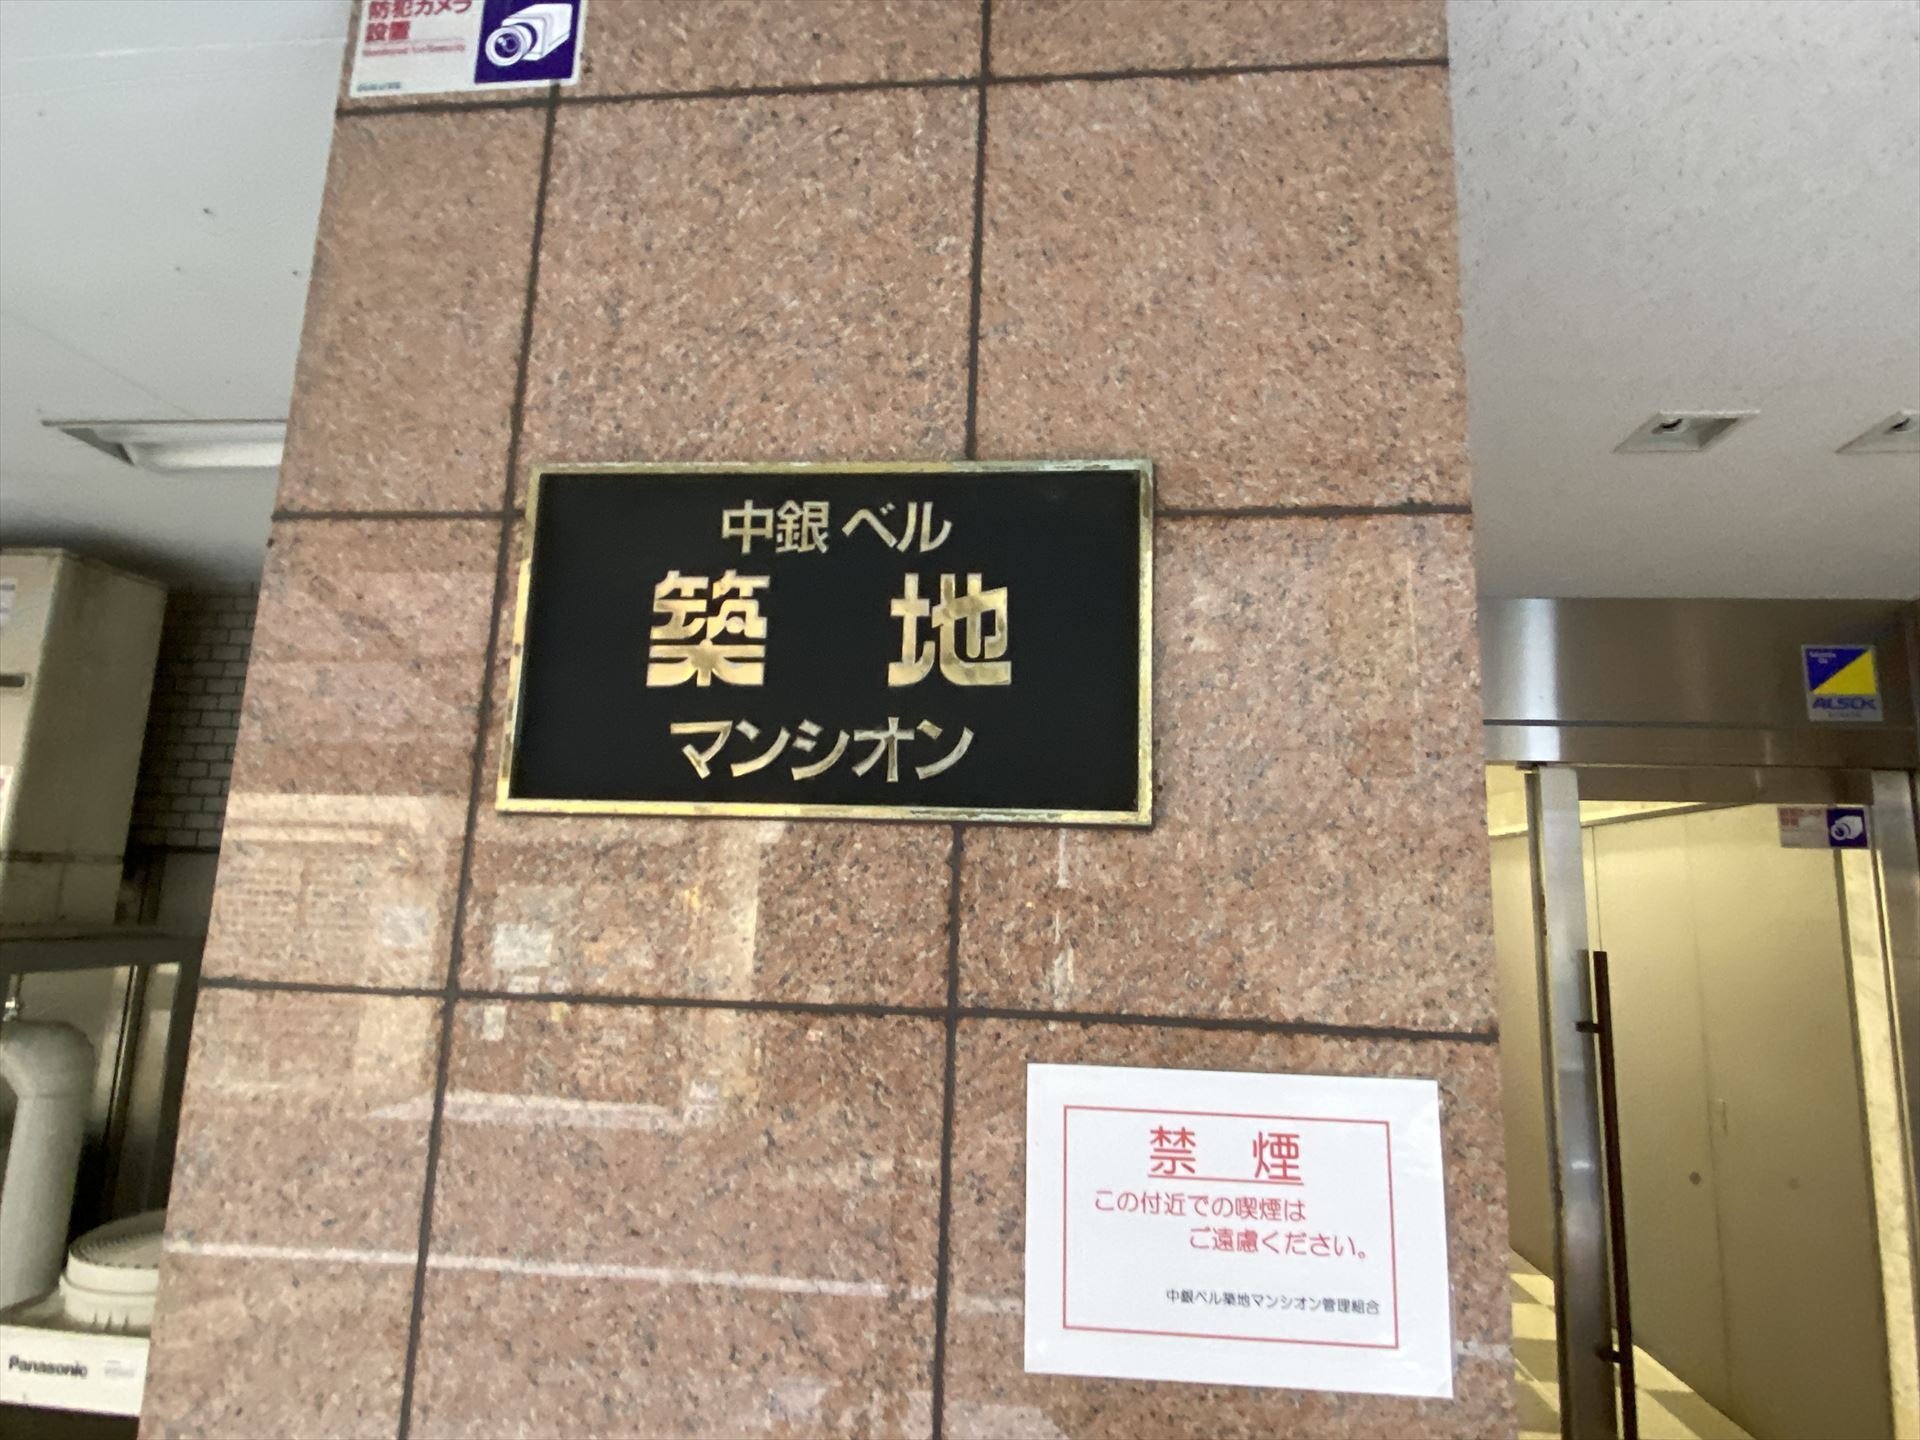 防犯カメラ
設置
中銀 ベル
築 地
マンシオン
ALSOK
禁 煙
この付近での喫煙は
ご遠慮ください。
中銀ベル築地マンシオン管理組合
Panasonic